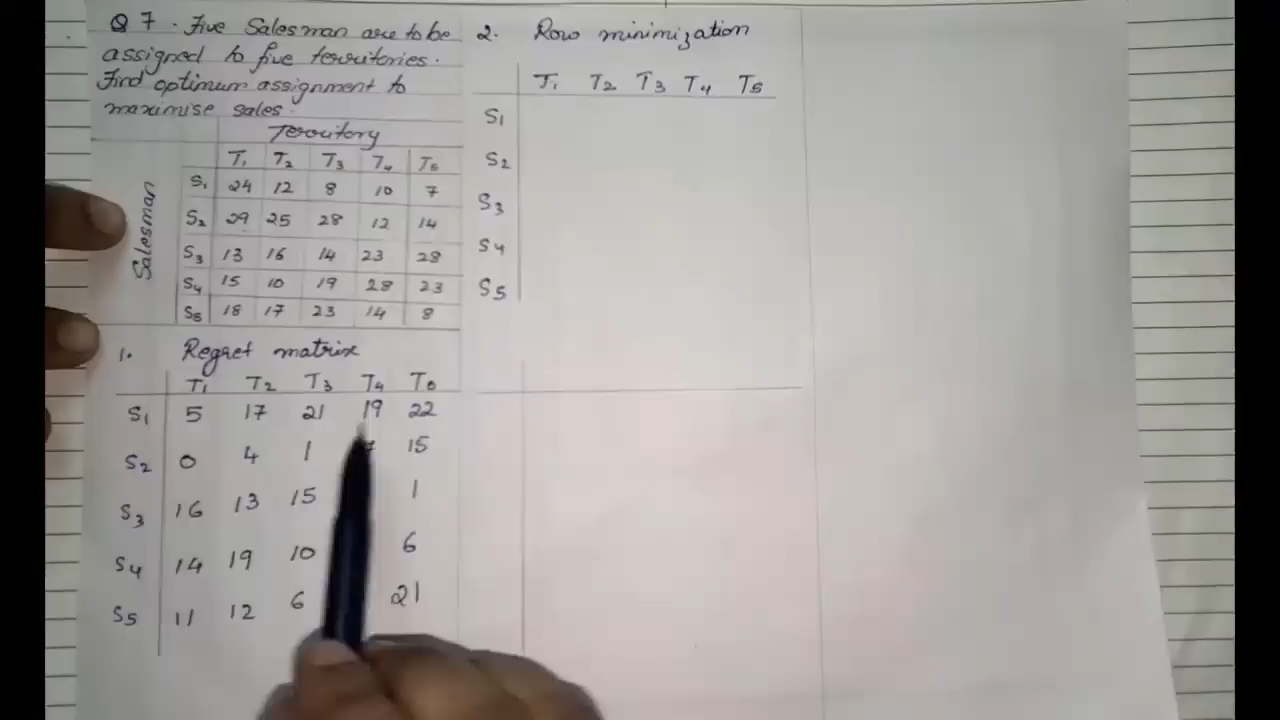 Q 7. Five Salesman are to be
assigned to five territories.
Find optimum assignment to
maximise sales.
Territory
Salesman
T1 T2 T3 T4 T5
S1 24 12 8 10 7
S2 29 25 28 12 14
S3 13 16 14 23 28
S4 15 10 19 28 23
S5 18 17 23 14 8
1. Regret matrix
T1 T2 T3 T4 T5
S1 5 17 21 19 22
S2 0 4 1 15
S3 16 13 15 1
S4 14 19 10 6
S5 11 12 6 21
2. Row minimization
T1 T2 T3 T4 T5
S1
S2
S3
S4
S5